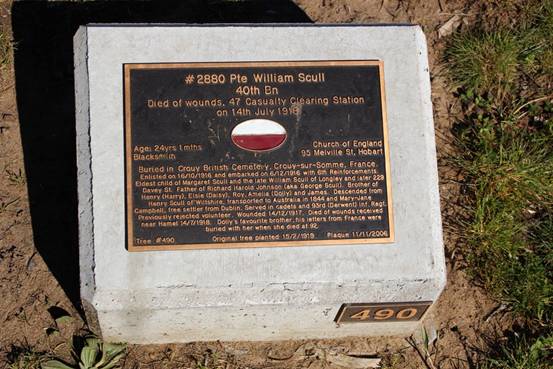 #2880 Pte William Scull
40th Bn
Died of wounds, 47 Casualty Clearing Station
on 14th July 1918
Age: 24yrs 1mths
Church of England
Blacksmith
95 Melville St, Hobart
Buried in Crouy British Cemetery, Crouy-sur-Somme, France.
Enlisted on 16/10/1916 and embarked on 6/12/1916 with 6th Reinforcements.
Eldest child of Margaret Scull and the late William Scull of Longley and later 229
Davey St. Father of Richard Harold Johnson (aka George Scull). Brother of
Henry (Harry), Elsie (Daisy), Roy, Amelia (Dolly) and James. Descended from
Henry Scull of Wiltshire, transported to Australia in 1844 and Mary-Jane
Campbell, free settler from Dublin. Served in cadets and 93rd (Derwent) Inf. Regt.
Previously rejected volunteer. Wounded 14/12/1917. Died of wounds received
near Hamel 14/7/1918. Dolly's favourite brother, his letters from France were
buried with her when she died at 92.
Tree #490.
Original tree planted 15/2/1919
Plaque 11/11/2006
490